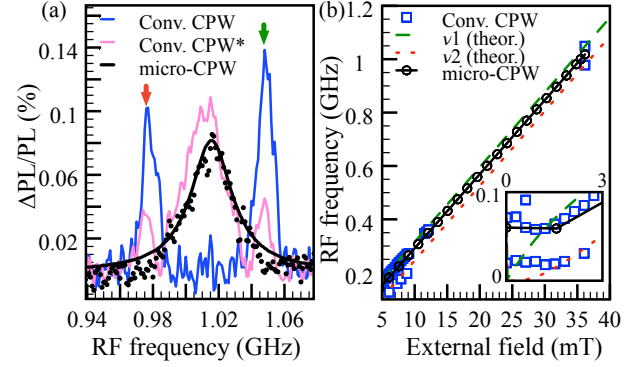 (a)
Conv. CPW
Conv. CPW*
micro-CPW
ΔPL/PL (%)
0.14
0.1
0.06
0.02
0.94
0.98
1.02
1.06
RF frequency (GHz)
(b)
Conv. CPW
ν1 (theor.)
ν2 (theor.)
micro-CPW
RF frequency (GHz)
1.2
1
0.8
0.6
0.4
0.2
5
10
15
20
25
30
35
40
External field (mT)
0
3
0.1
0